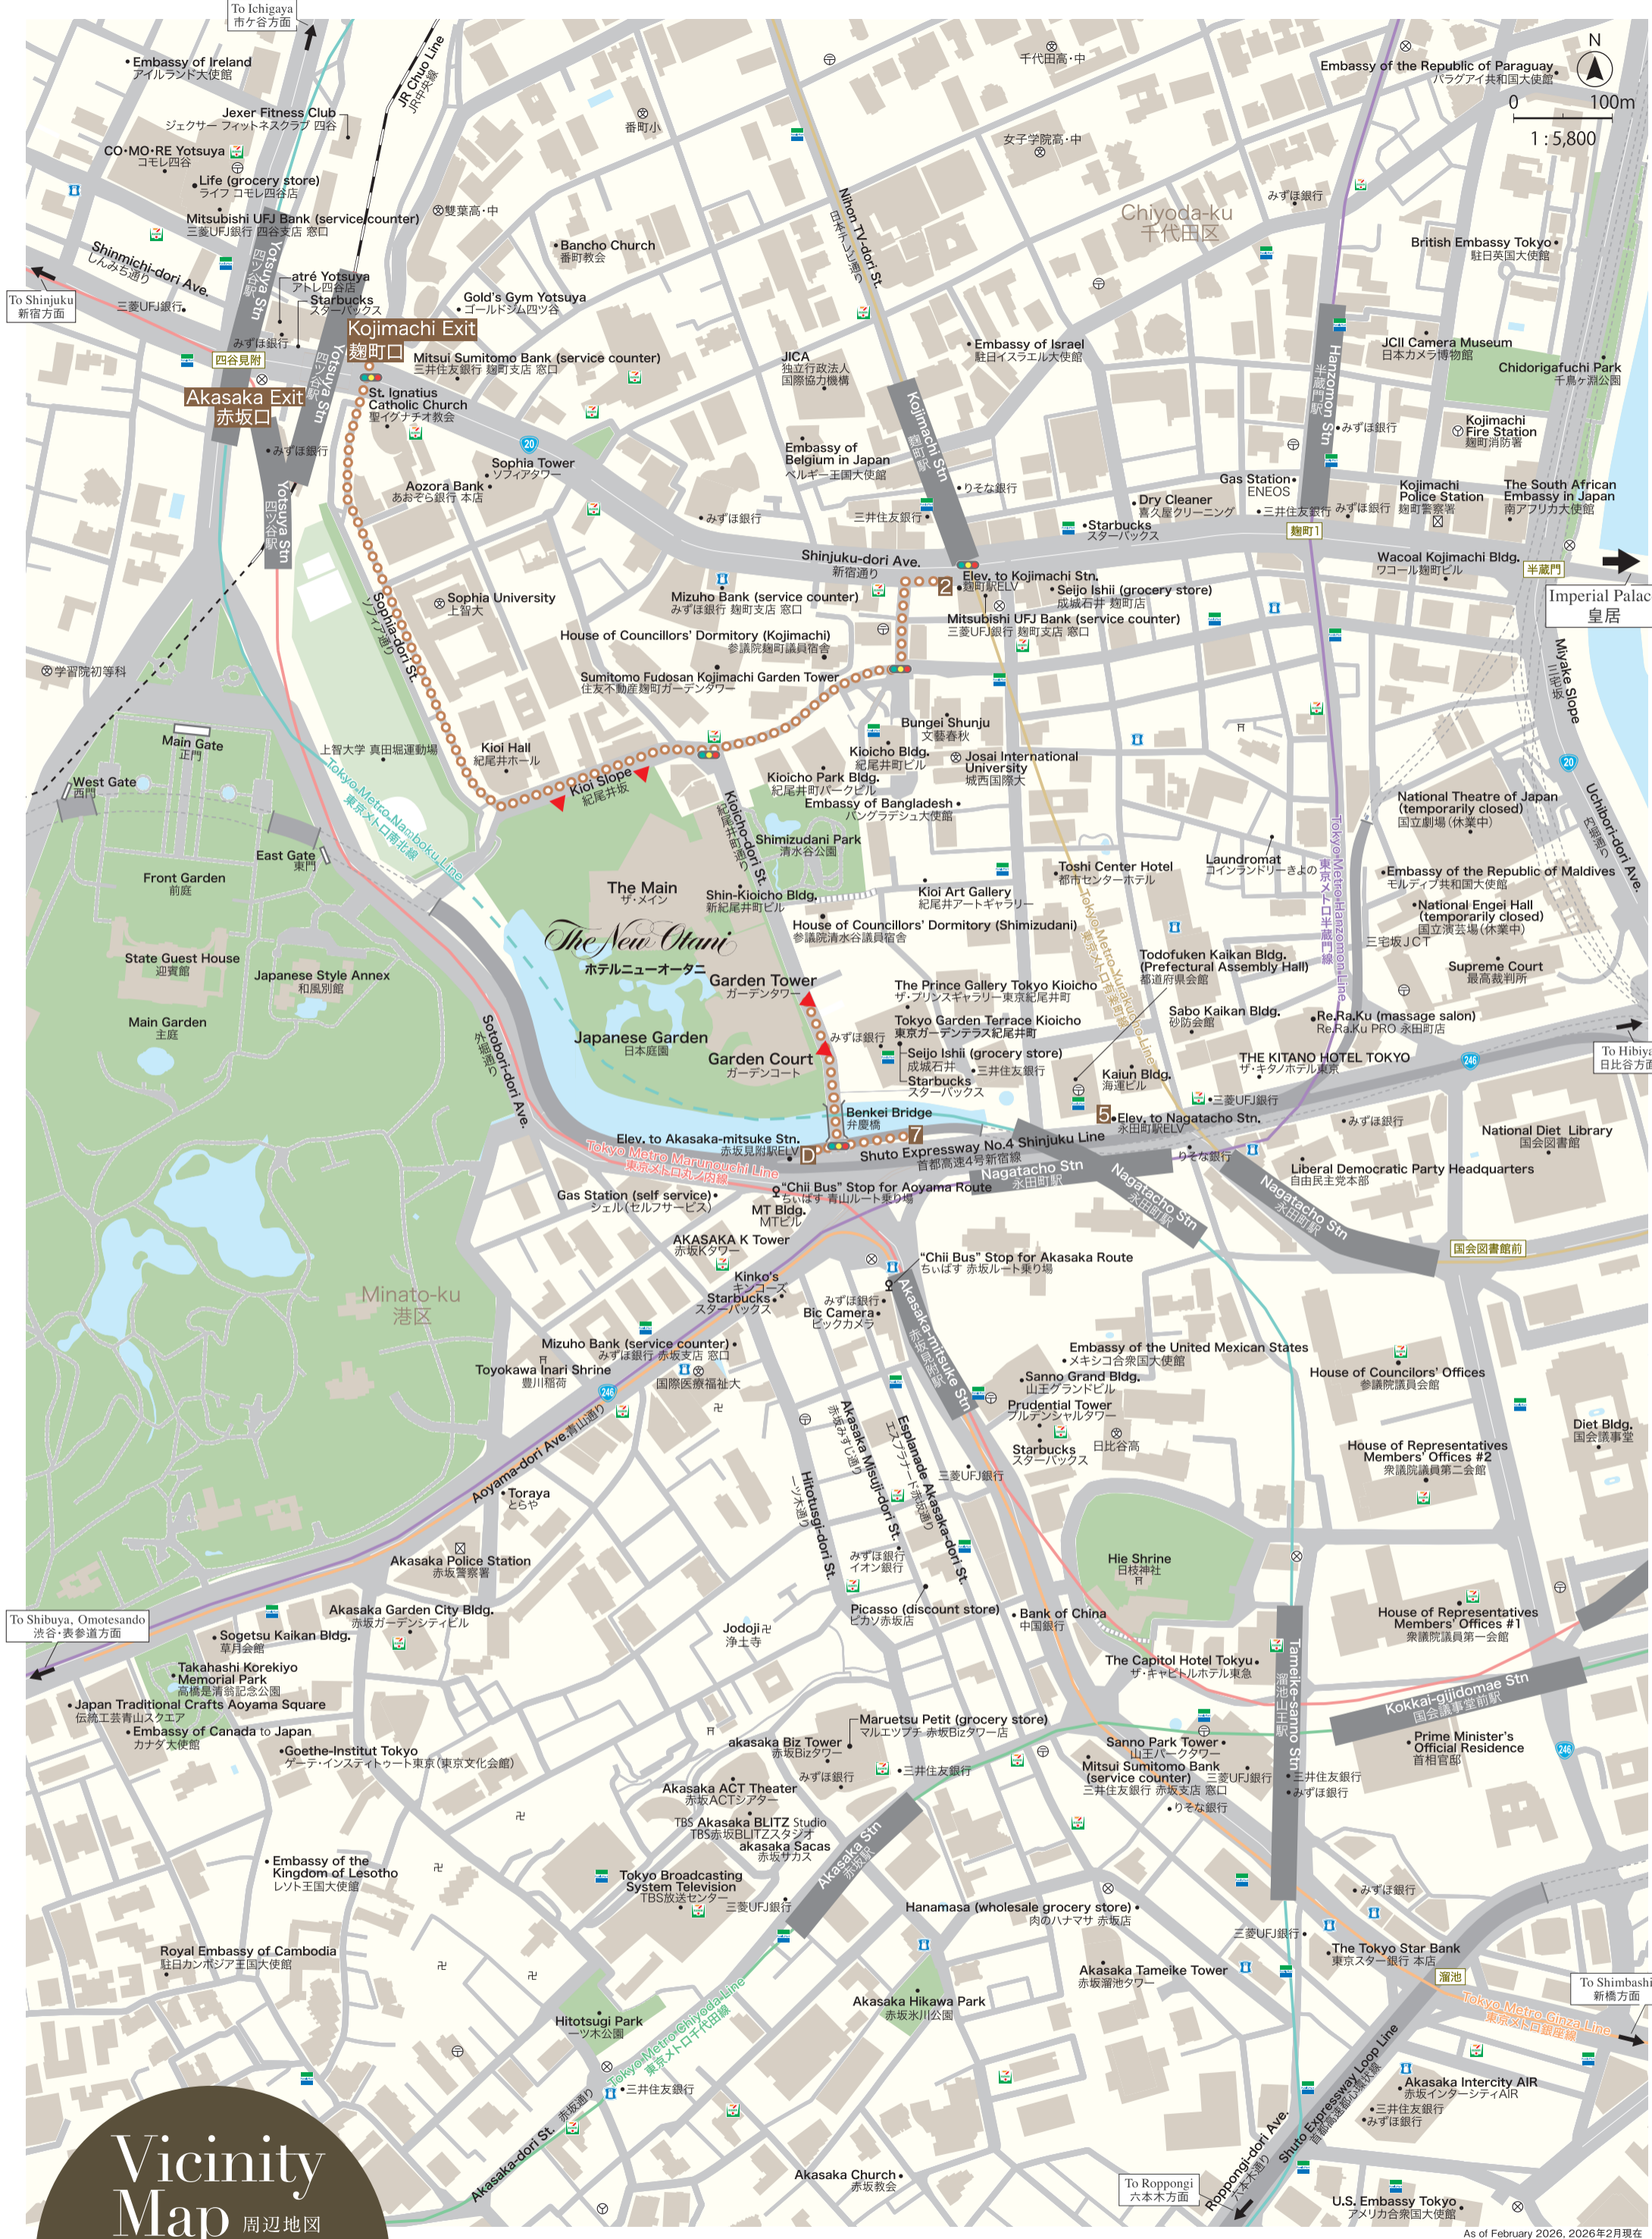 To Ichigaya
市ケ谷方面
Embassy of Ireland
アイルランド大使館
Jexer Fitness Club
ジェクサー フィットネスクラブ 四谷
CO・MO・RE Yotsuya
コモレ四谷
Life (grocery store)
ライフ コモレ四谷店
Mitsubishi UFJ Bank (service counter)
三菱UFJ銀行 四谷支店 窓口
Shinmichi-dori Ave.
しんみち通り
To Shinjuku
新宿方面
三菱UFJ銀行
atré Yotsuya
アトレ四谷店
Starbucks
スターバックス
みずほ銀行
四谷見附
Yotsuya Stn
四ツ谷駅
Yotsuya Stn
四ツ谷駅
Yotsuya Stn
四ツ谷駅
JR Chuo Line
JR中央線
Akasaka Exit
赤坂口
Kojimachi Exit
麹町口
みずほ銀行
雙葉高・中
番町小
Bancho Church
番町教会
Gold's Gym Yotsuya
ゴールドジム四ツ谷
Mitsui Sumitomo Bank (service counter)
三井住友銀行 麹町支店 窓口
St. Ignatius
Catholic Church
聖イグナチオ教会
20
Sophia Tower
ソフィアタワー
Aozora Bank
あおぞら銀行 本店
みずほ銀行
千代田高・中
女子学院高・中
Nihon TV-dori St.
日本テレビ通り
Chiyoda-ku
千代田区
Embassy of the Republic of Paraguay
パラグアイ共和国大使館
N
0 100m
1:5,800
みずほ銀行
British Embassy Tokyo
駐日英国大使館
Embassy of Israel
駐日イスラエル大使館
JICA
独立行政法人
国際協力機構
JCII Camera Museum
日本カメラ博物館
Chidorigafuchi Park
千鳥ヶ淵公園
Hanzomon Stn
半蔵門駅
みずほ銀行
Kojimachi
Fire Station
麹町消防署
Kojimachi Stn
麹町駅
Embassy of
Belgium in Japan
ベルギー王国大使館
りそな銀行
三井住友銀行
Starbucks
スターバックス
Dry Cleaner
喜久屋クリーニング
Gas Station
ENEOS
三井住友銀行
みずほ銀行
Kojimachi
Police Station
麹町警察署
The South African
Embassy in Japan
南アフリカ大使館
麹町1
Shinjuku-dori Ave.
新宿通り
Wacoal Kojimachi Bldg.
ワコール麹町ビル
半蔵門
Imperial Palac
皇居
2
Elev. to Kojimachi Stn.
麹町駅ELV
Seijo Ishii (grocery store)
成城石井 麹町店
Mitsubishi UFJ Bank (service counter)
三菱UFJ銀行 麹町支店 窓口
Mizuho Bank (service counter)
みずほ銀行 麹町支店 窓口
Sophia University
上智大
Sophia-dori St.
ソフィア通り
House of Councillors' Dormitory (Kojimachi)
参議院麹町議員宿舎
Sumitomo Fudosan Kojimachi Garden Tower
住友不動産麹町ガーデンタワー
学習院初等科
Main Gate
正門
West Gate
西門
上智大学 真田堀運動場
Kioi Hall
紀尾井ホール
Kioi Slope
紀尾井坂
Tokyo Metro Namboku Line
東京メトロ南北線
Bungei Shunju
文藝春秋
Kioicho Bldg.
紀尾井町ビル
Josai International
University
城西国際大
Kioicho Park Bldg.
紀尾井町パークビル
Embassy of Bangladesh
バングラデシュ大使館
Kioicho-dori St.
紀尾井町通り
Shimizudani Park
清水谷公園
Miyake Slope
三宅坂
20
Uchibori-dori Ave.
内堀通り
National Theatre of Japan
(temporarily closed)
国立劇場(休業中)
Laundromat
コインランドリーきよの
Embassy of the Republic of Maldives
モルディブ共和国大使館
National Engei Hall
(temporarily closed)
国立演芸場(休業中)
三宅坂JCT
Supreme Court
最高裁判所
Tokyo Metro Hanzomon Line
東京メトロ半蔵門線
East Gate
東門
Front Garden
前庭
State Guest House
迎賓館
Japanese Style Annex
和風別館
Main Garden
主庭
The Main
ザ・メイン
Shin-Kioicho Bldg.
新紀尾井町ビル
The New Otani
ホテルニューオータニ
Garden Tower
ガーデンタワー
Japanese Garden
日本庭園
Garden Court
ガーデンコート
Kioi Art Gallery
紀尾井アートギャラリー
House of Councillors' Dormitory (Shimizudani)
参議院清水谷議員宿舎
Toshi Center Hotel
都市センターホテル
Tokyo Metro Yurakucho Line
東京メトロ有楽町線
Todofuken Kaikan Bldg.
(Prefectural Assembly Hall)
都道府県会館
The Prince Gallery Tokyo Kioicho
ザ・プリンスギャラリー東京紀尾井町
Tokyo Garden Terrace Kioicho
東京ガーデンテラス紀尾井町
みずほ銀行
Seijo Ishii (grocery store)
成城石井
三井住友銀行
Starbucks
スターバックス
Sabo Kaikan Bldg.
砂防会館
Re.Ra.Ku (massage salon)
Re.Ra.Ku PRO 永田町店
THE KITANO HOTEL TOKYO
ザ・キタノホテル東京
Kaiun Bldg.
海運ビル
246
To Hibiya
日比谷方面
三菱UFJ銀行
5
Elev. to Nagatacho Stn.
永田町駅ELV
みずほ銀行
National Diet Library
国会図書館
Sotobori-dori Ave.
外堀通り
Benkei Bridge
弁慶橋
7
Elev. to Akasaka-mitsuke Stn.
赤坂見附駅ELV
D
Shuto Expressway No.4 Shinjuku Line
首都高速4号新宿線
りそな銀行
Tokyo Metro Marunouchi Line
東京メトロ丸ノ内線
Nagatacho Stn
永田町駅
Nagatacho Stn
永田町駅
Nagatacho Stn
永田町駅
Liberal Democratic Party Headquarters
自由民主党本部
"Chii Bus" Stop for Aoyama Route
ちぃばす 青山ルート乗り場
Gas Station (self service)
シェル(セルフサービス)
MT Bldg.
MTビル
AKASAKA K Tower
赤坂Kタワー
Kinko's
キンコーズ
Starbucks
スターバックス
"Chii Bus" Stop for Akasaka Route
ちぃばす 赤坂ルート乗り場
国会図書館前
みずほ銀行
Bic Camera
ビックカメラ
Akasaka-mitsuke Stn
赤坂見附駅
Minato-ku
港区
Mizuho Bank (service counter)
みずほ銀行 赤坂支店 窓口
Toyokawa Inari Shrine
豊川稲荷
国際医療福祉大
246
Aoyama-dori Ave. 青山通り
Embassy of the United Mexican States
メキシコ合衆国大使館
Sanno Grand Bldg.
山王グランドビル
Prudential Tower
プルデンシャルタワー
Starbucks
スターバックス
日比谷高
House of Councilors' Offices
参議院議員会館
Diet Bldg.
国会議事堂
House of Representatives
Members' Offices #2
衆議院議員第二会館
三菱UFJ銀行
Hitotusgi-dori St.
一ツ木通り
Akasaka Misuji-dori St.
赤坂みすじ通り
Esplanade Akasaka-dori St.
エスプラナード赤坂通り
Toraya
とらや
Akasaka Police Station
赤坂警察署
みずほ銀行
イオン銀行
Hie Shrine
日枝神社
To Shibuya, Omotesando
渋谷・表参道方面
Akasaka Garden City Bldg.
赤坂ガーデンシティビル
Sogetsu Kaikan Bldg.
草月会館
Takahashi Korekiyo
Memorial Park
高橋是清翁記念公園
Japan Traditional Crafts Aoyama Square
伝統工芸青山スクエア
Embassy of Canada to Japan
カナダ大使館
Goethe-Institut Tokyo
ゲーテ・インスティトゥート東京(東京文化会館)
Jodoji
浄土寺
Picasso (discount store)
ピカソ赤坂店
Bank of China
中国銀行
The Capitol Hotel Tokyu
ザ・キャピトルホテル東急
House of Representatives
Members' Offices #1
衆議院議員第一会館
Tameike-sanno Stn
溜池山王駅
Kokkai-gijidomae Stn
国会議事堂前駅
Maruetsu Petit (grocery store)
マルエツプチ 赤坂Bizタワー店
akasaka Biz Tower
赤坂Bizタワー
みずほ銀行
三井住友銀行
Sanno Park Tower
山王パークタワー
Mitsui Sumitomo Bank
(service counter)
三井住友銀行 赤坂支店 窓口
三菱UFJ銀行
三井住友銀行
みずほ銀行
りそな銀行
Prime Minister's
Official Residence
首相官邸
246
Akasaka ACT Theater
赤坂ACTシアター
TBS Akasaka BLITZ Studio
TBS赤坂BLITZスタジオ
akasaka Sacas
赤坂サカス
Akasaka Stn
赤坂駅
Tokyo Broadcasting
System Television
TBS放送センター
三菱UFJ銀行
Embassy of the
Kingdom of Lesotho
レソト王国大使館
みずほ銀行
Hanamasa (wholesale grocery store)
肉のハナマサ 赤坂店
三菱UFJ銀行
The Tokyo Star Bank
東京スター銀行 本店
溜池
Akasaka Tameike Tower
赤坂溜池タワー
To Shimbashi
新橋方面
Tokyo Metro Ginza Line
東京メトロ銀座線
Royal Embassy of Cambodia
駐日カンボジア王国大使館
Akasaka Hikawa Park
赤坂氷川公園
Hitotsugi Park
一ツ木公園
Tokyo Metro Chiyoda Line
東京メトロ千代田線
三井住友銀行
Akasaka-dori St.
赤坂通り
Shuto Expressway Loop Line
首都高速都心環状線
Akasaka Intercity AIR
赤坂インターシティAIR
三井住友銀行
みずほ銀行
Roppongi-dori Ave.
六本木通り
To Roppongi
六本木方面
Akasaka Church
赤坂教会
U.S. Embassy Tokyo
アメリカ合衆国大使館
Vicinity
Map 周辺地図
As of February 2026, 2026年2月現在